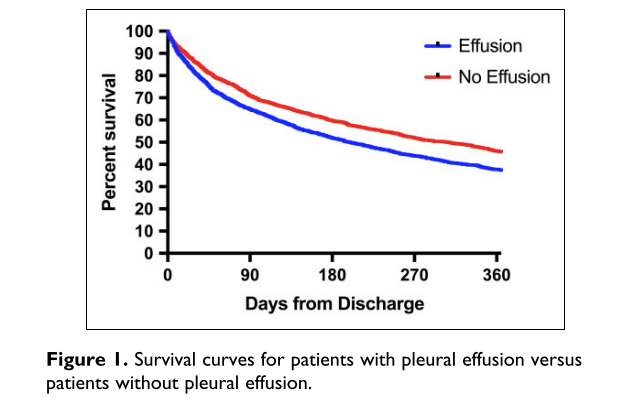 100
90
80
70
60
50
40
30
20
10
0
Percent survival
Effusion
No Effusion
0 90 180 270 360
Days from Discharge
Figure 1. Survival curves for patients with pleural effusion versus
patients without pleural effusion.